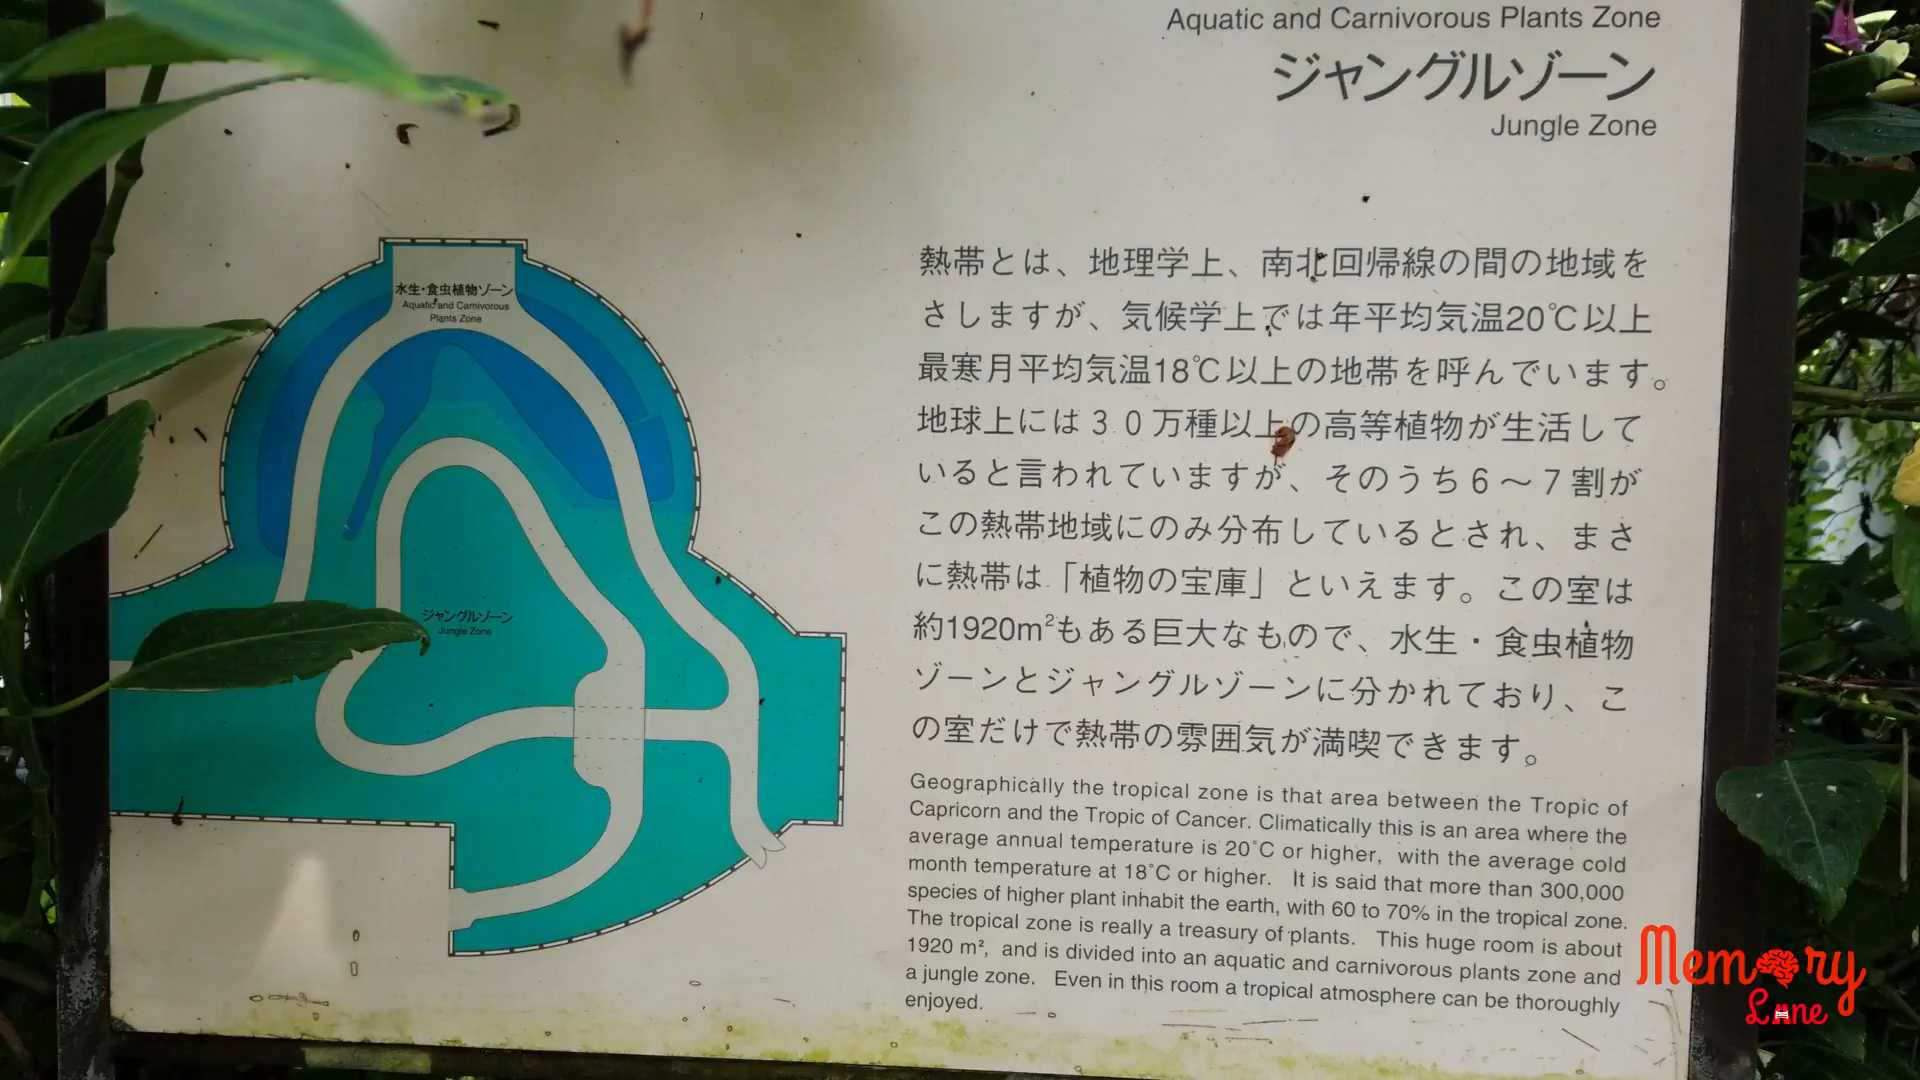 Aquatic and Carnivorous Plants Zone
ジャングルゾーン
Jungle Zone
水生・食虫植物ゾーン
Aquatic and Carnivorous
Plants Zone
ジャングルゾーン
Jungle Zone
熱帯とは、地理学上、南北回帰線の間の地域を
さしますが、気候学上では年平均気温20℃以上
最寒月平均気温18℃以上の地帯を呼んでいます。
地球上には30万種以上の高等植物が生活して
いると言われていますが、そのうち6〜7割が
この熱帯地域にのみ分布しているとされ、まさ
に熱帯は「植物の宝庫」といえます。この室は
約1920m²もある巨大なもので、水生・食虫植物
ゾーンとジャングルゾーンに分かれており、こ
の室だけで熱帯の雰囲気が満喫できます。
Geographically the tropical zone is that area between the Tropic of
Capricorn and the Tropic of Cancer. Climatically this is an area where the
average annual temperature is 20°C or higher, with the average cold
month temperature at 18°C or higher. It is said that more than 300,000
species of higher plant inhabit the earth, with 60 to 70% in the tropical zone.
The tropical zone is really a treasury of plants. This huge room is about
1920 m², and is divided into an aquatic and carnivorous plants zone and
a jungle zone. Even in this room a tropical atmosphere can be thoroughly
enjoyed.
Memory
Lane